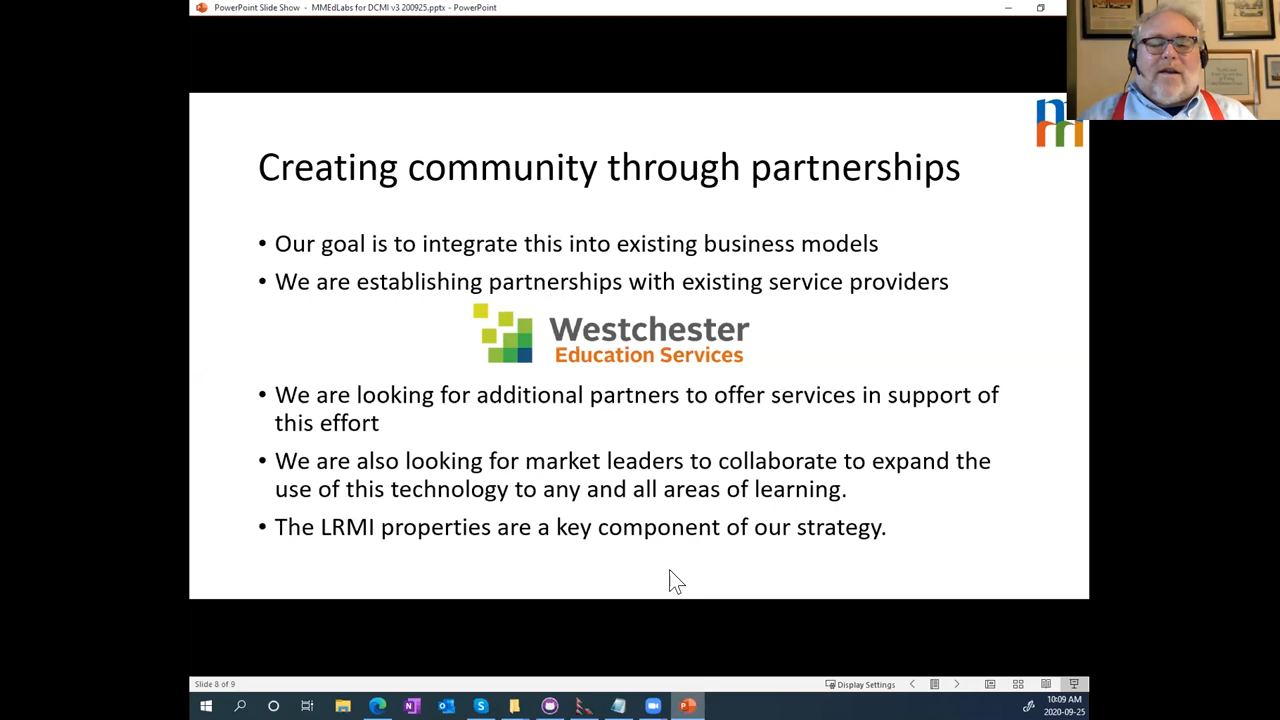 PowerPoint Slide Show - MMEdLabs for DCMI v3 200925.pptx - PowerPoint
Creating community through partnerships
• Our goal is to integrate this into existing business models
• We are establishing partnerships with existing service providers
Westchester
Education Services
• We are looking for additional partners to offer services in support of
this effort
• We are also looking for market leaders to collaborate to expand the
use of this technology to any and all areas of learning.
• The LRMI properties are a key component of our strategy.
Slide 8 of 9
Display Settings
10:09 AM
2020-09-25